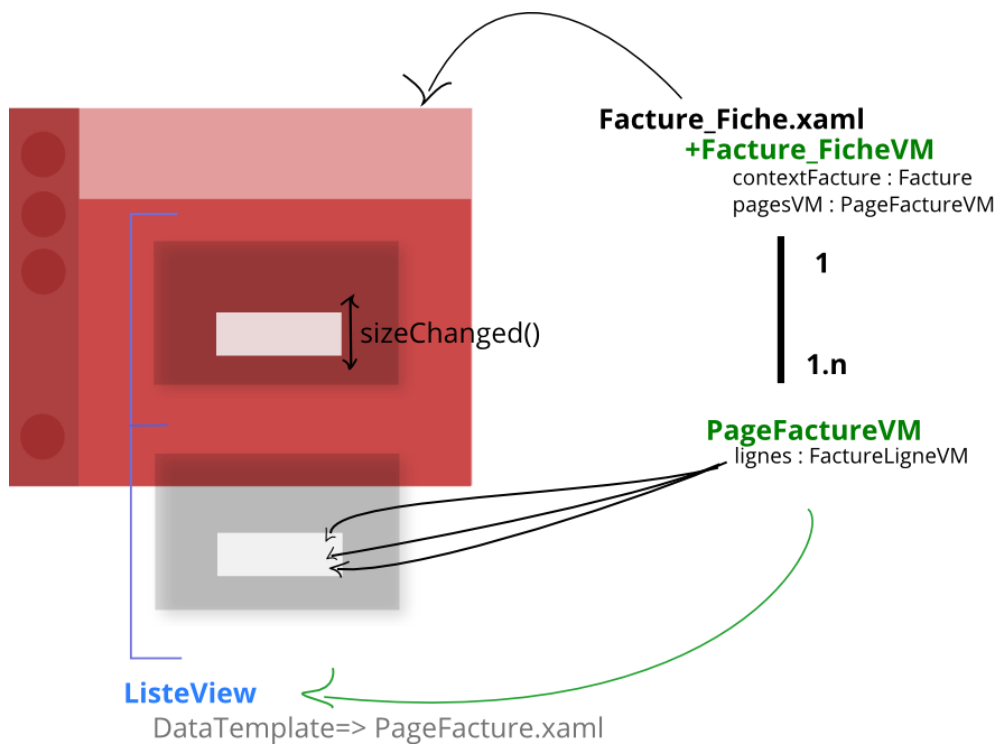 Facture_Fiche.xaml
+Facture_FicheVM
contextFacture : Facture
pagesVM : PageFactureVM
1
sizeChanged()
1.n
PageFactureVM
lignes : FactureLigneVM
ListeView
DataTemplate=> PageFacture.xaml